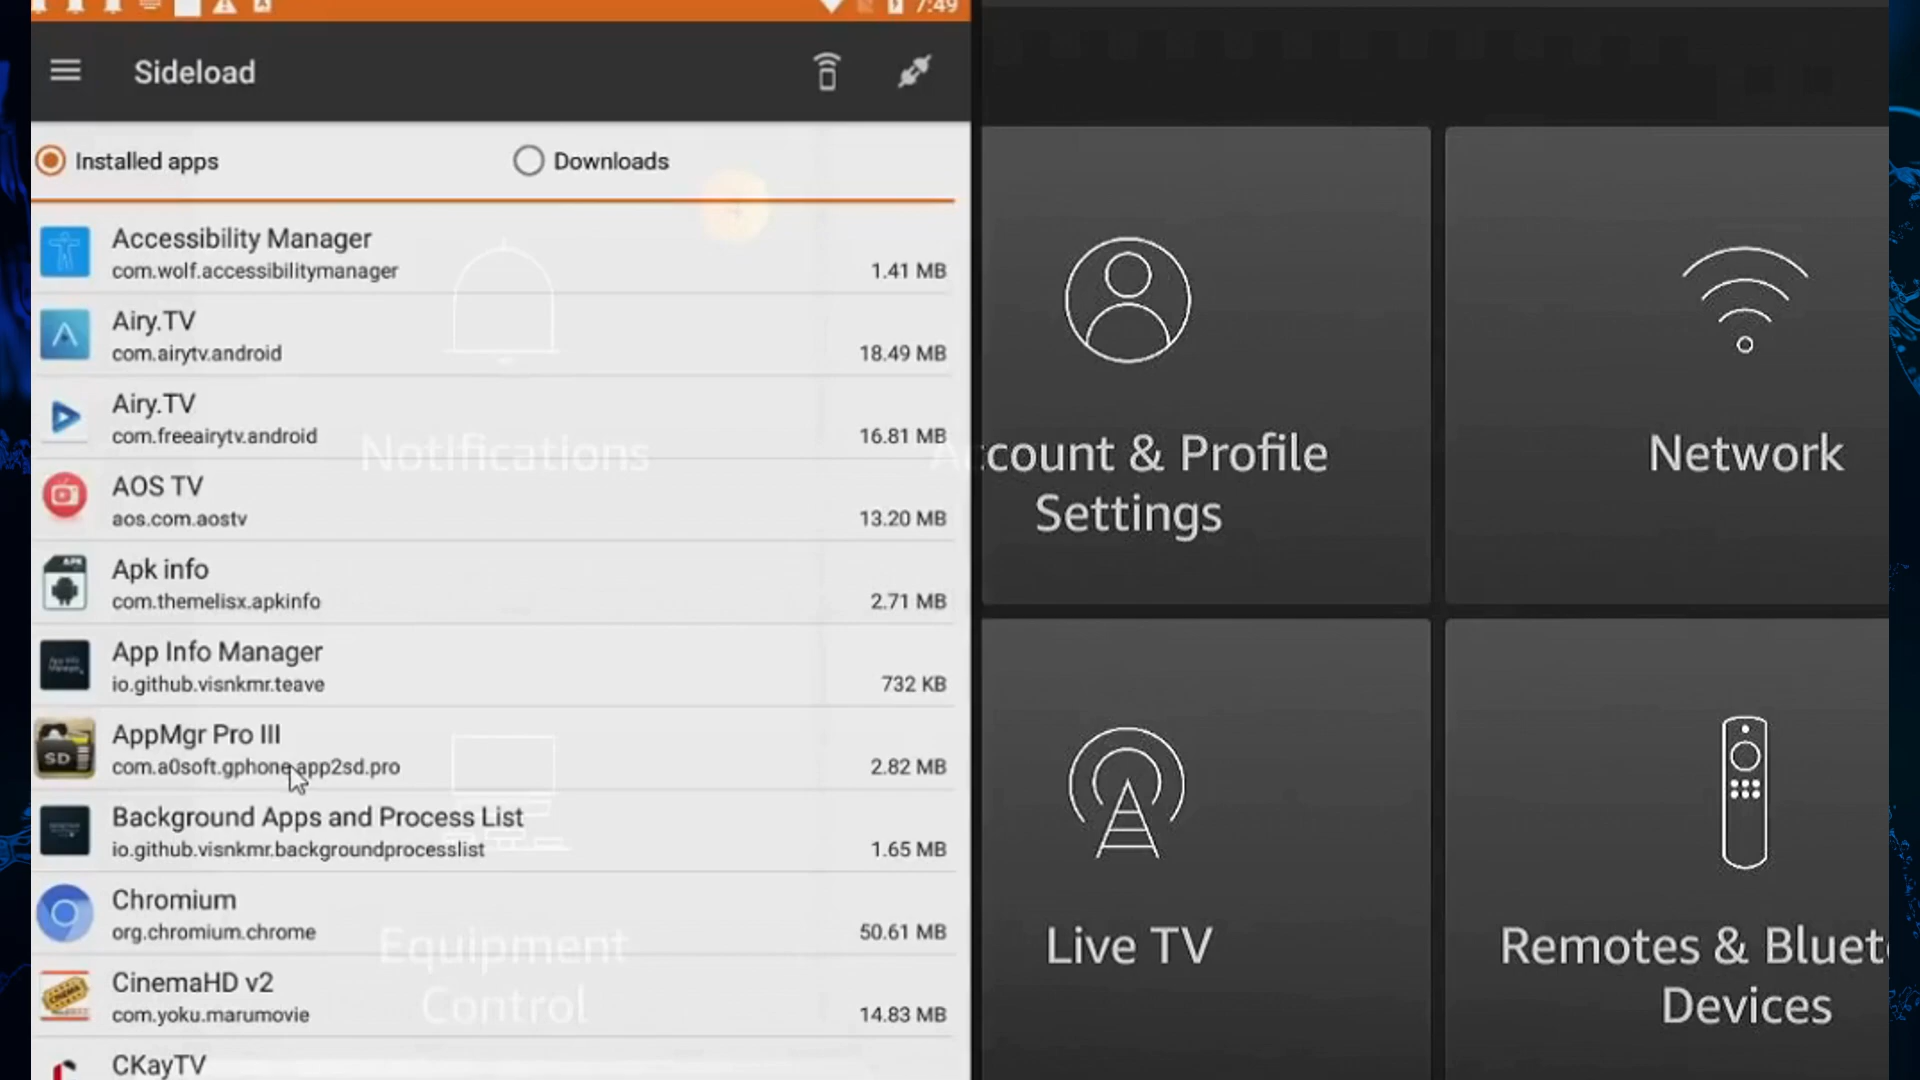 7:49
Sideload
Installed apps
Downloads
Accessibility Manager
com.wolf.accessibilitymanager
1.41 MB
Airy.TV
com.airytv.android
18.49 MB
Airy.TV
com.freeairytv.android
16.81 MB
AOS TV
aos.com.aostv
13.20 MB
Apk info
com.themelisx.apkinfo
2.71 MB
App Info Manager
io.github.visnkmr.teave
732 KB
AppMgr Pro III
com.a0soft.gphone.app2sd.pro
2.82 MB
Background Apps and Process List
io.github.visnkmr.backgroundprocesslist
1.65 MB
Chromium
org.chromium.chrome
50.61 MB
CinemaHD v2
com.yoku.marumovie
14.83 MB
CKayTV
SD
APK
CINEMA
Notifications
Equipment
Control
Account & Profile
Settings
Network
Live TV
Remotes & Bluet
Devices